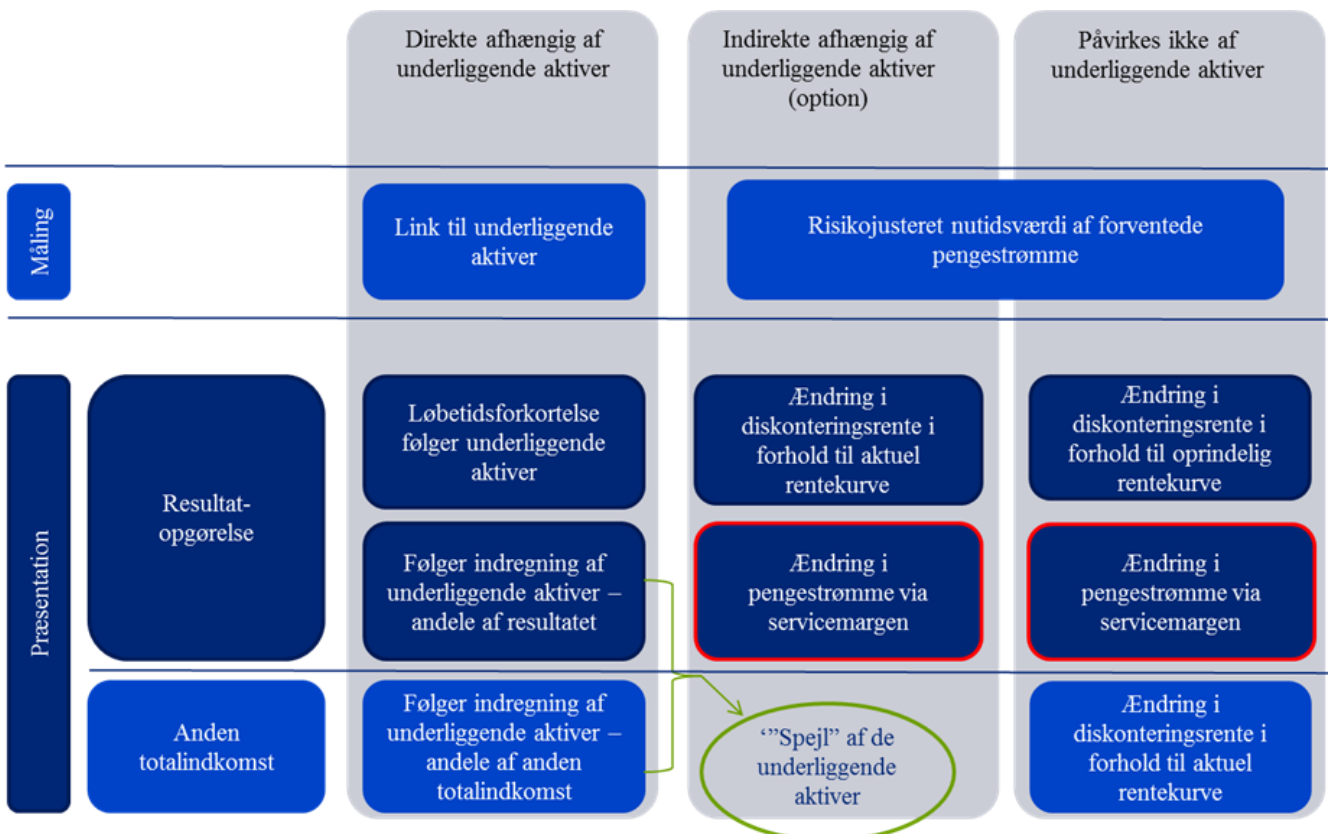 Direkte afhængig af
underliggende aktiver
Indirekte afhængig af
underliggende aktiver
(option)
Påvirkes ikke af
underliggende aktiver
Måling
Link til underliggende
aktiver
Risikojusteret nutidsværdi af forventede
pengestrømme
Præsentation
Resultat-
opgørelse
Løbetidsforkortelse
følger underliggende
aktiver
Ændring i
diskonteringsrente i
forhold til aktuel
rentekurve
Ændring i
diskonteringsrente i
forhold til oprindelig
rentekurve
Følger indregning af
underliggende aktiver –
andele af resultatet
Ændring i
pengestrømme via
servicemargen
Ændring i
pengestrømme via
servicemargen
Anden
totalindkomst
Følger indregning af
underliggende aktiver –
andele af anden
totalindkomst
‘”Spejl” af de
underliggende
aktiver
Ændring i
diskonteringsrente i
forhold til aktuel
rentekurve